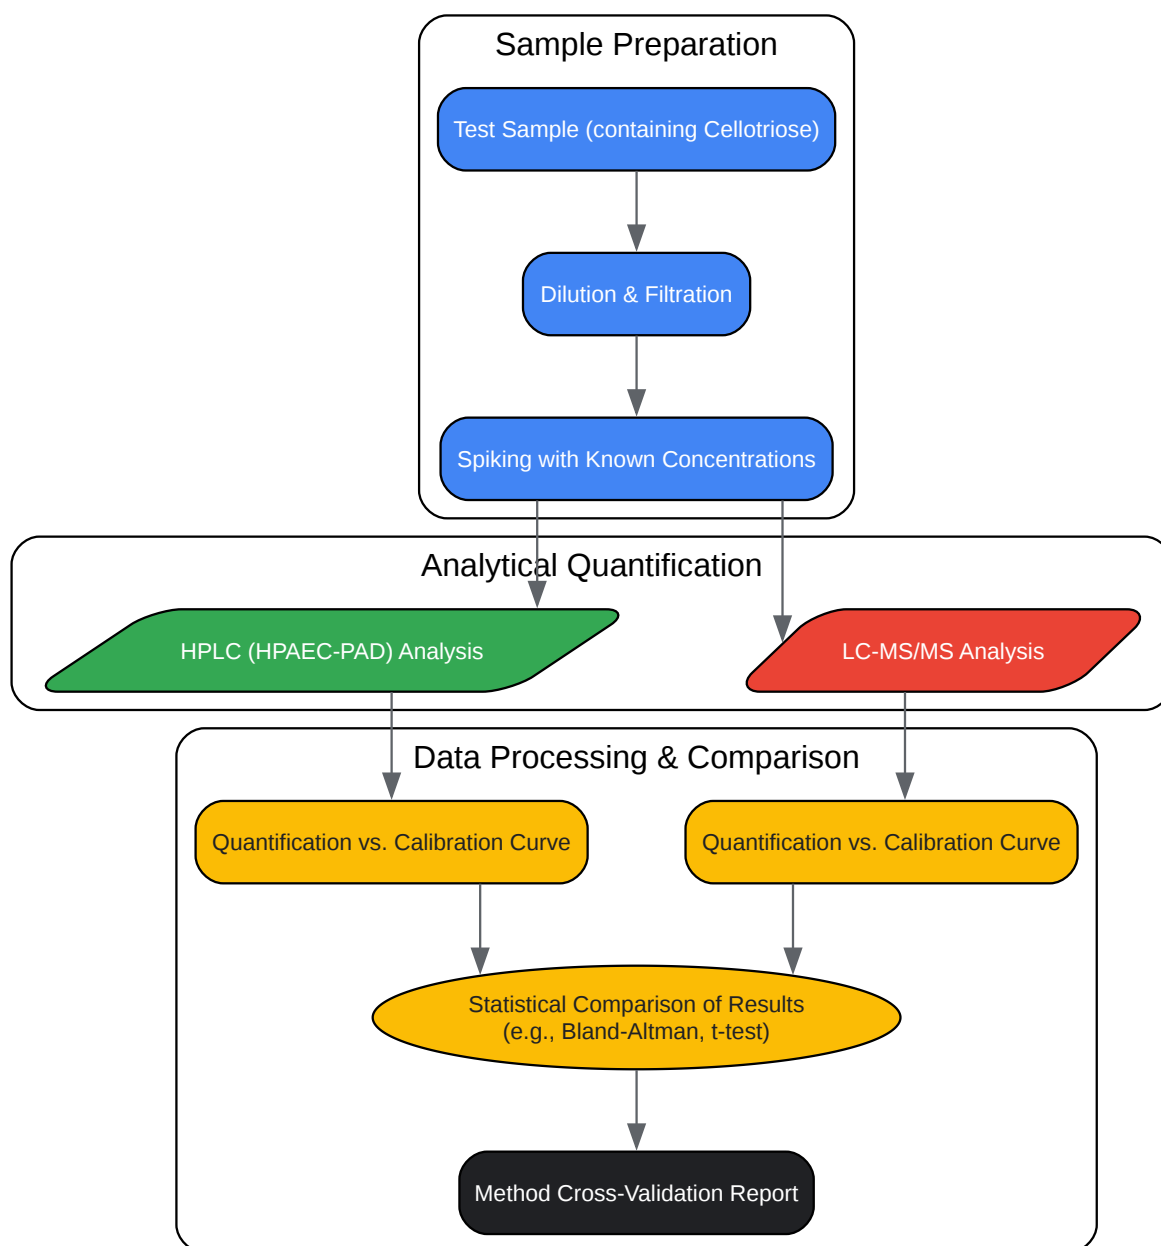 Sample Preparation
Test Sample (containing Cellotriose)
Dilution & Filtration
Spiking with Known Concentrations
Analytical Quantification
HPLC (HPAEC-PAD) Analysis
LC-MS/MS Analysis
Data Processing & Comparison
Quantification vs. Calibration Curve
Quantification vs. Calibration Curve
Statistical Comparison of Results
(e.g., Bland-Altman, t-test)
Method Cross-Validation Report